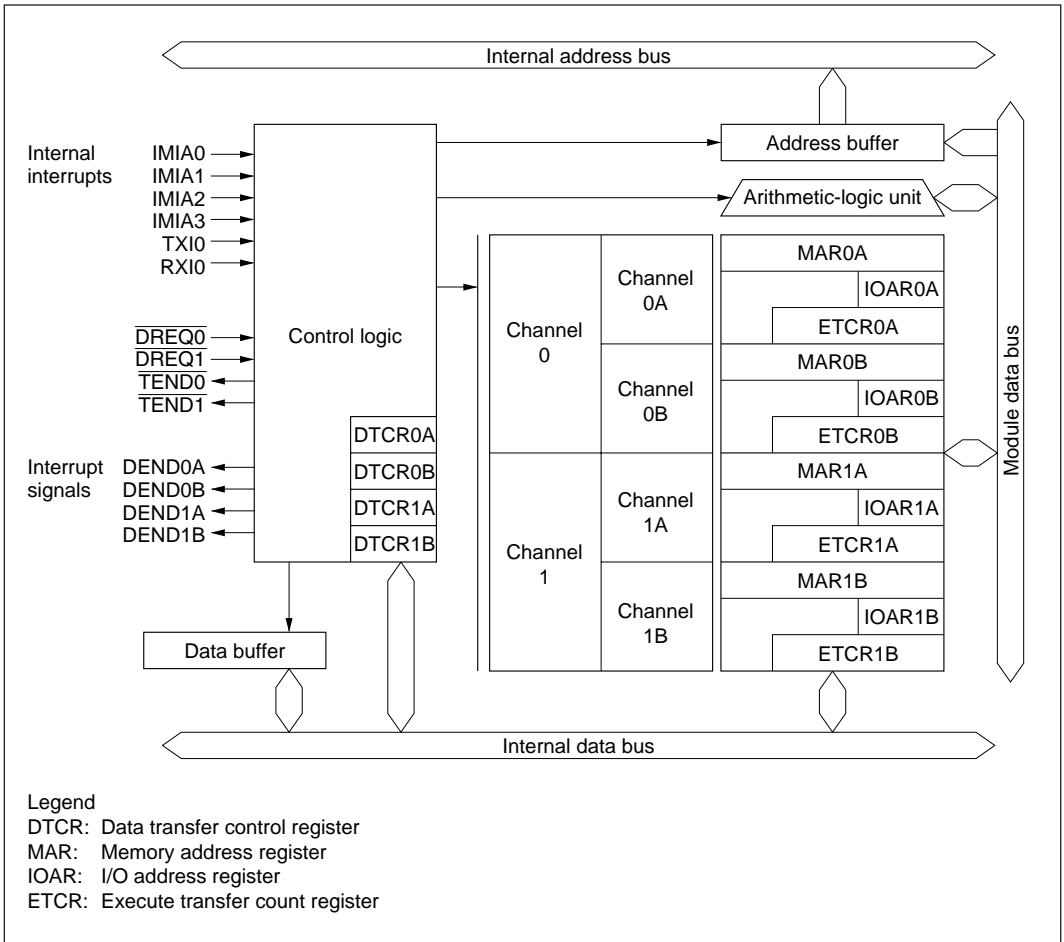 Internal address bus
Address buffer
Arithmetic-logic unit
Internal
interrupts
IMIA0
IMIA1
IMIA2
IMIA3
TXI0
RXI0
DREQ0
DREQ1
TEND0
TEND1
Interrupt
signals
DEND0A
DEND0B
DEND1A
DEND1B
Control logic
DTCR0A
DTCR0B
DTCR1A
DTCR1B
Channel
0
Channel
1
Channel
0A
Channel
0B
Channel
1A
Channel
1B
MAR0A
IOAR0A
ETCR0A
MAR0B
IOAR0B
ETCR0B
MAR1A
IOAR1A
ETCR1A
MAR1B
IOAR1B
ETCR1B
Module data bus
Data buffer
Internal data bus
Legend
DTCR: Data transfer control register
MAR: Memory address register
IOAR: I/O address register
ETCR: Execute transfer count register